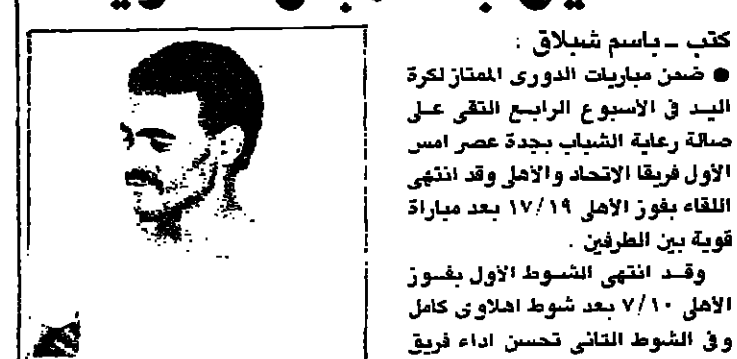 كتب ـ باسم شبلاق :
● ضمن مباريات الدورى الممتاز لكرة
اليد فى الأسبوع الرابع التقى على
صالة رعاية الشباب بجدة عصر امس
الأول فريقا الاتحاد والأهلى وقد انتهى
اللقاء بفوز الأهلى ١٧/١٩ بعد مباراة
قوية بين الطرفين .
وقد انتهى الشوط الأول بفوز
الأهلى ٧/١٠ بعد شوط اهلاوى كامل
وفى الشوط الثانى تحسن اداء فريق